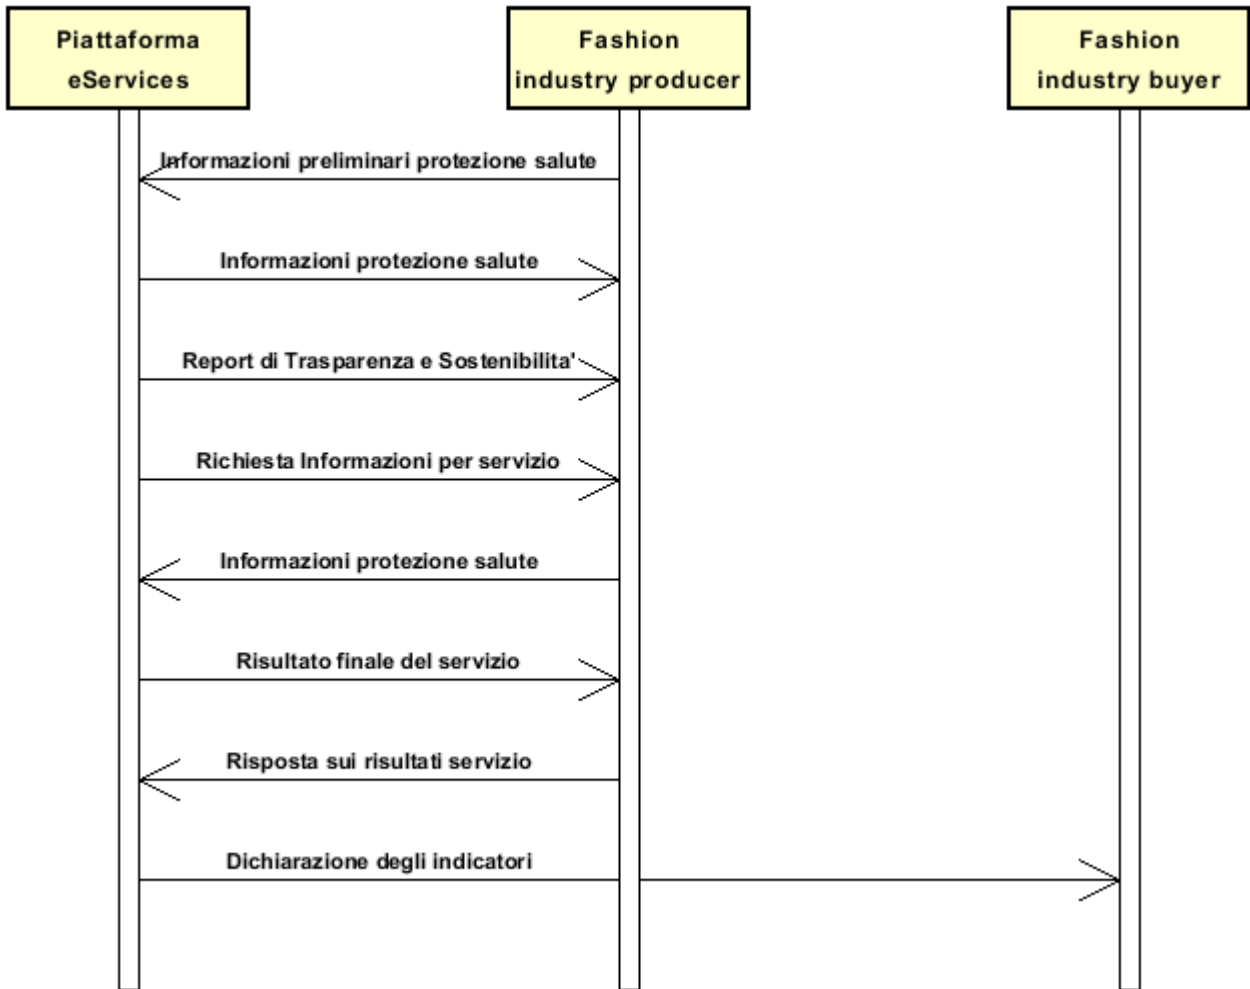 Piattaforma
eServices
Fashion
industry producer
Fashion
industry buyer
Informazioni preliminari protezione salute
Informazioni protezione salute
Report di Trasparenza e Sostenibilita'
Richiesta Informazioni per servizio
Informazioni protezione salute
Risultato finale del servizio
Risposta sui risultati servizio
Dichiarazione degli indicatori